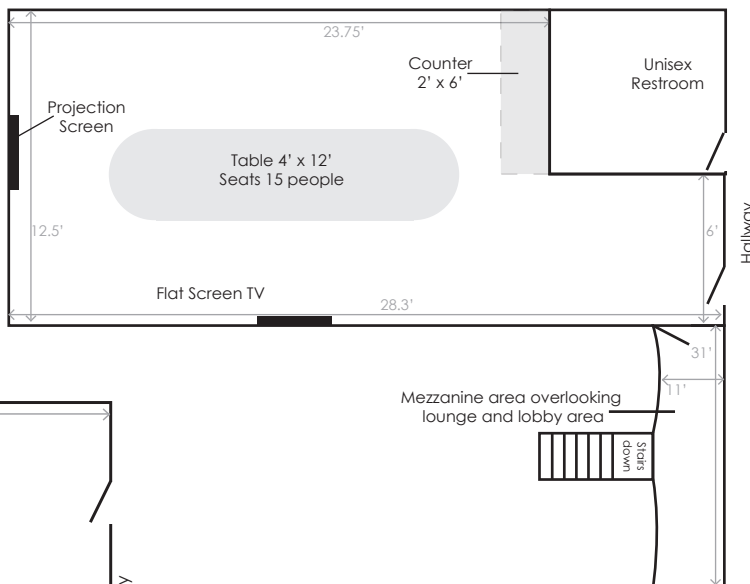 23.75'
Counter
2' x 6'
Unisex
Restroom
Projection
Screen
Table 4' x 12'
Seats 15 people
12.5'
6'
Hallway
Flat Screen TV
28.3'
31'
11'
Mezzanine area overlooking
lounge and lobby area
Stairs
down
y